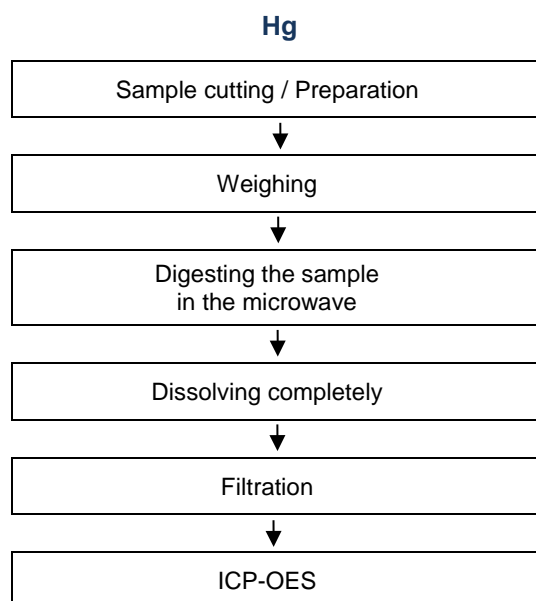 Hg
Sample cutting / Preparation
Weighing
Digesting the sample
in the microwave
Dissolving completely
Filtration
ICP-OES